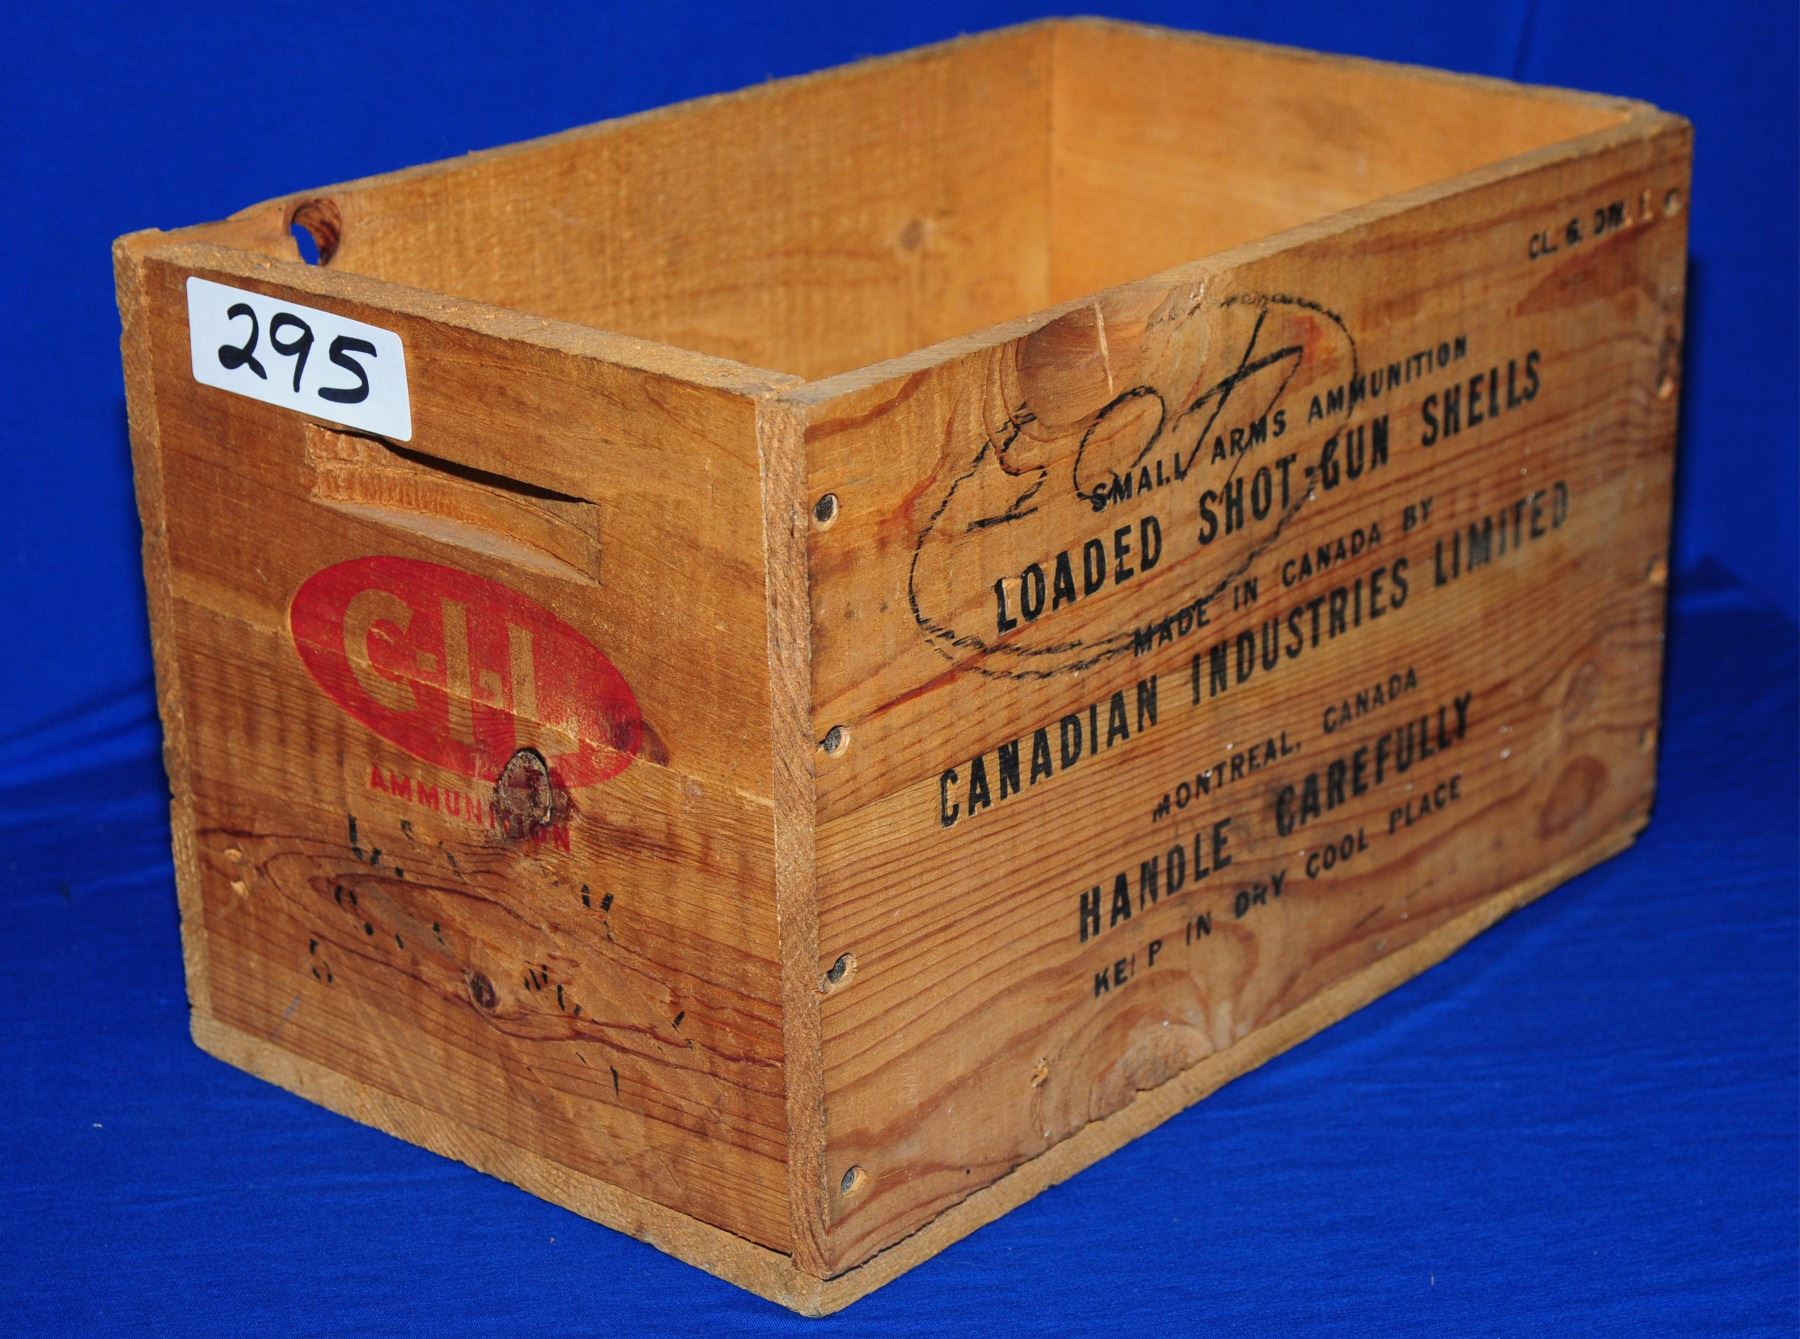 295
C-I-L
AMMUNITION
CL. 6. DIV. 1
SMALL ARMS AMMUNITION
LOADED SHOT-GUN SHELLS
MADE IN CANADA BY
CANADIAN INDUSTRIES LIMITED
MONTREAL, CANADA
HANDLE CAREFULLY
KEEP IN DRY COOL PLACE